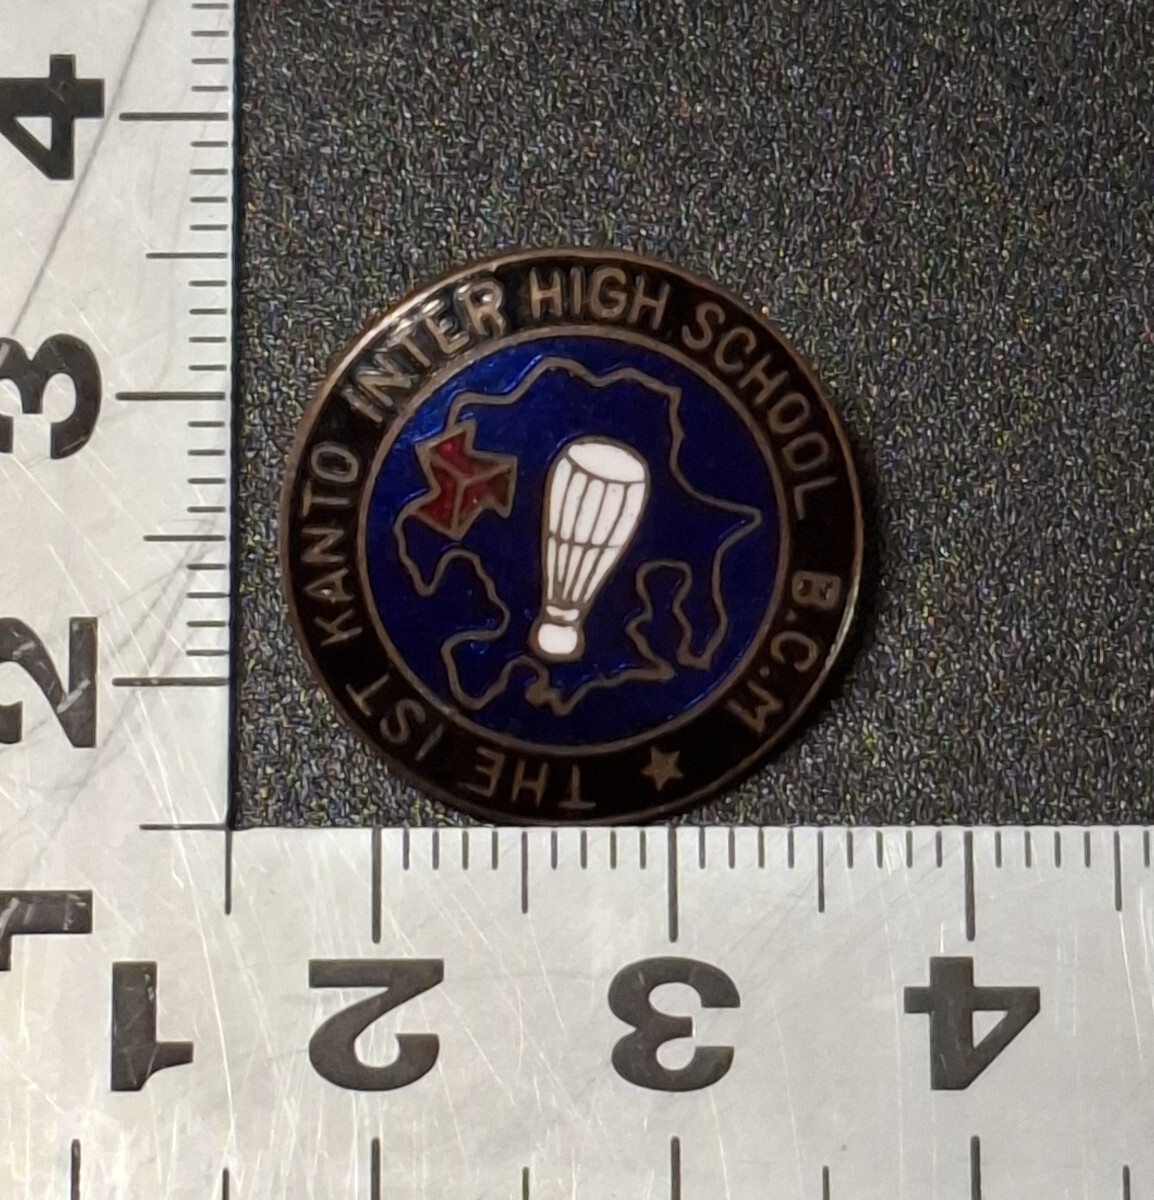 THE 1ST KANTO INTER HIGH SCHOOL B.C.M
4
3
2
1
1 2 3 4